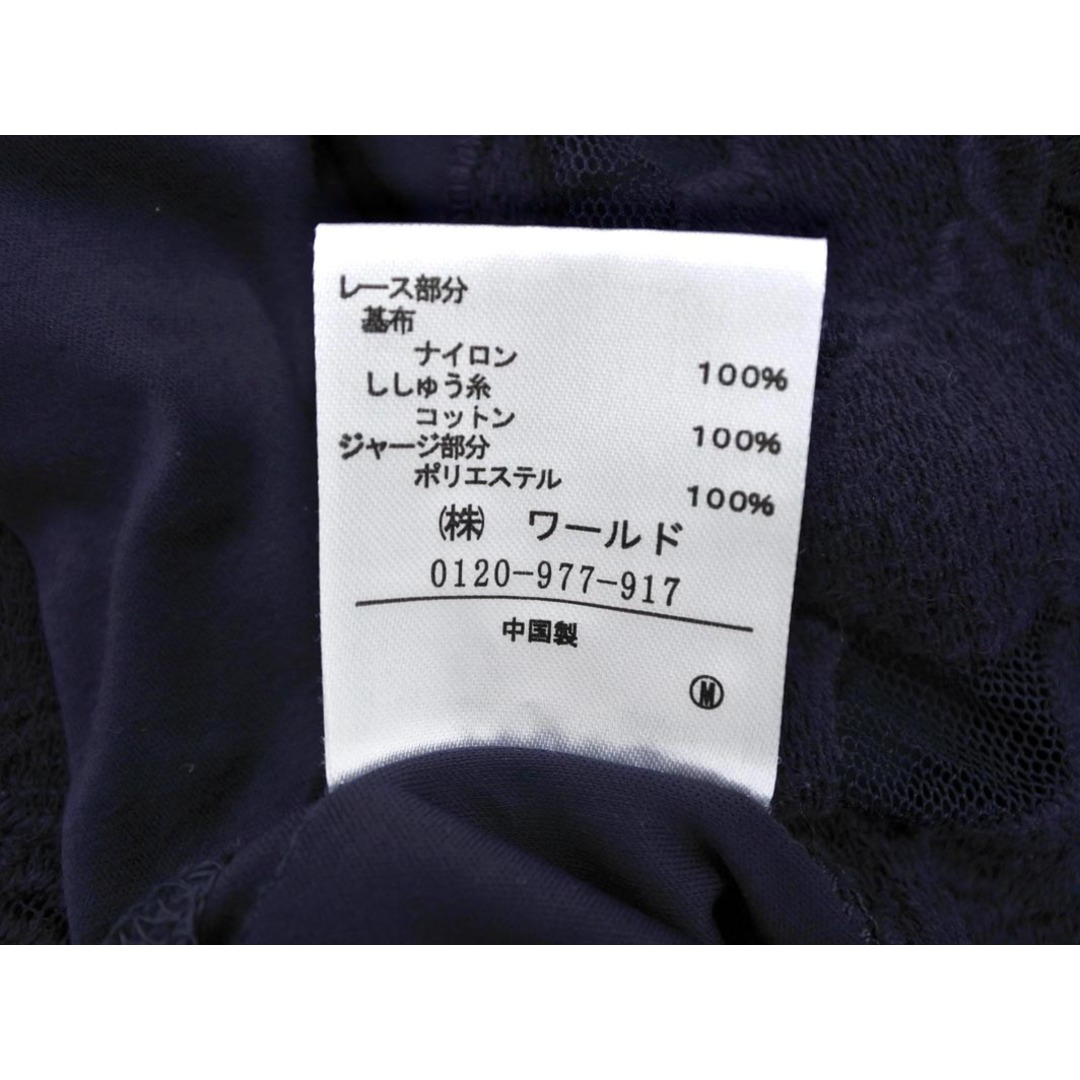 レース部分
基布
ナイロン 100%
ししゅう糸
コットン 100%
ジャージ部分
ポリエステル 100%
㈱ ワールド
0120-977-917
中国製
Ⓜ